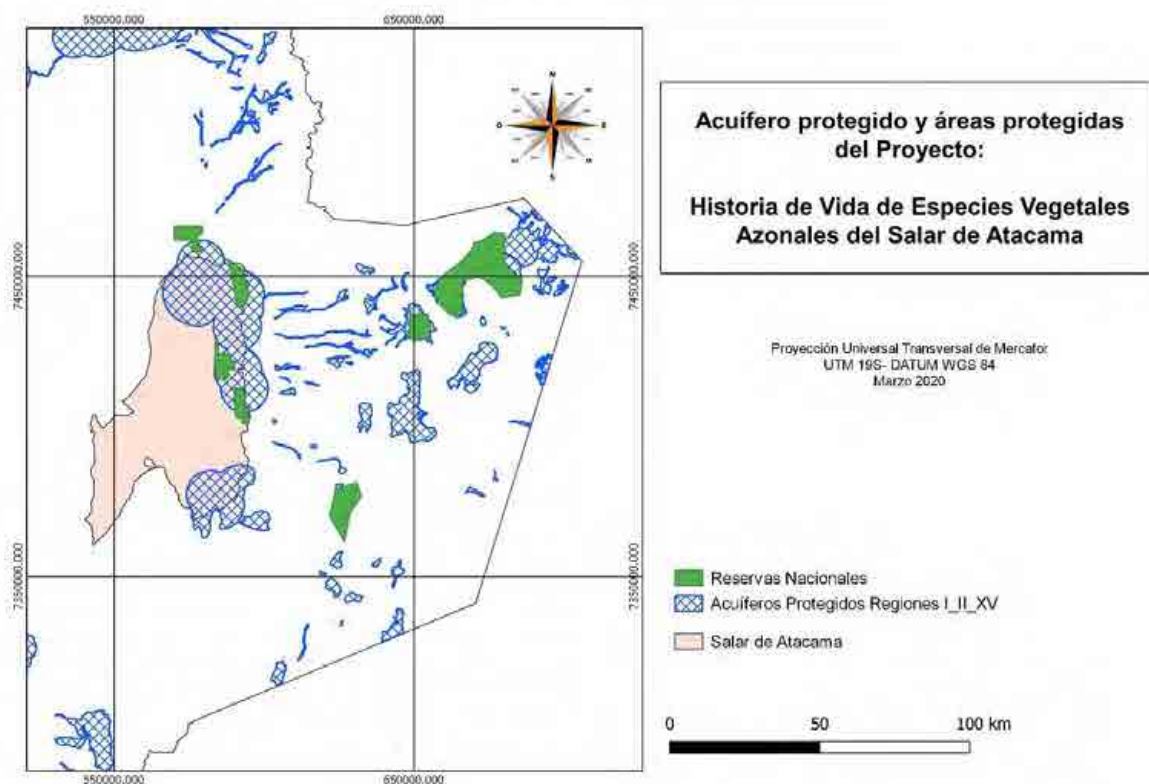 550000.000
650000.000
7450000.000
7450000.000
7350000.000
7350000.000
550000.000
650000.000
N
O
E
S
Acuífero protegido y áreas protegidas
del Proyecto:
Historia de Vida de Especies Vegetales
Azonales del Salar de Atacama
Proyección Universal Transversal de Mercator
UTM 19S- DATUM WGS 84
Marzo 2020
Reservas Nacionales
Acuíferos Protegidos Regiones I_II_XV
Salar de Atacama
0 50 100 km